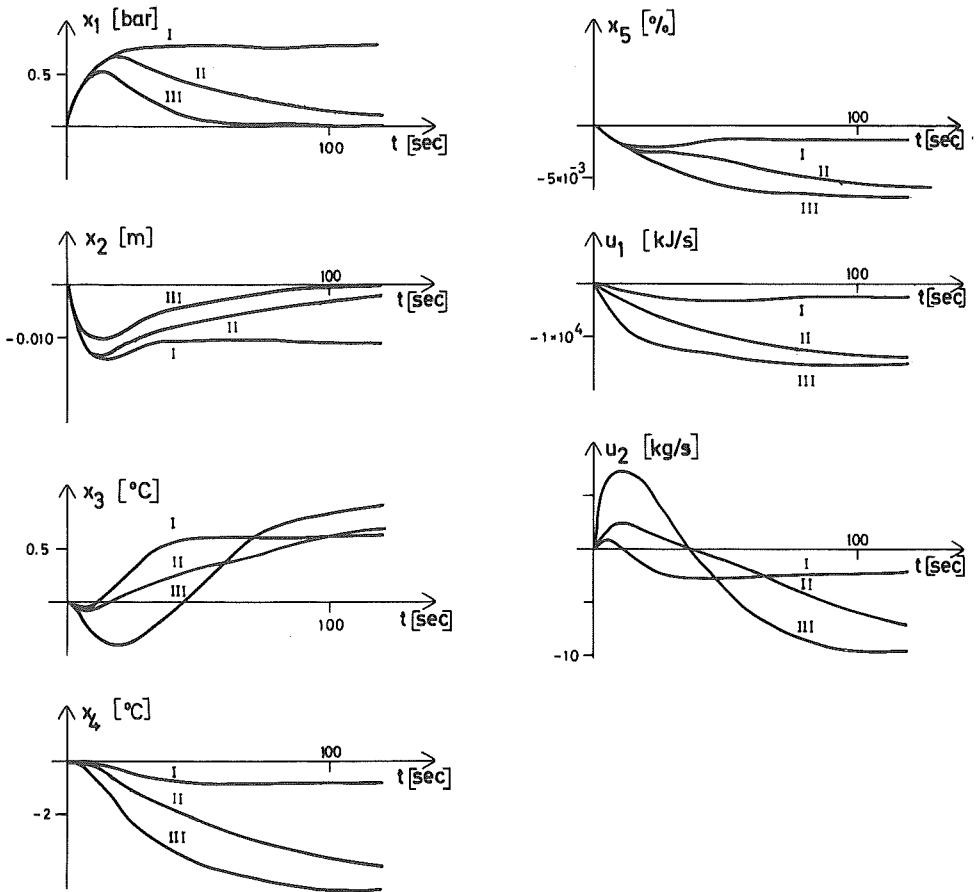 x₁ [bar]
0.5
I
II
III
100
t [sec]
x₂ [m]
-0.010
100
III
II
I
t [sec]
x₃ [°C]
0.5
I
II
III
100
t [sec]
x₄ [°C]
-2
100
I
II
III
t [sec]
x₅ [%]
-5×10⁻³
100
I
II
III
t [sec]
u₁ [kJ/s]
-1×10⁴
100
I
II
III
t [sec]
u₂ [kg/s]
-10
100
I
II
III
t [sec]